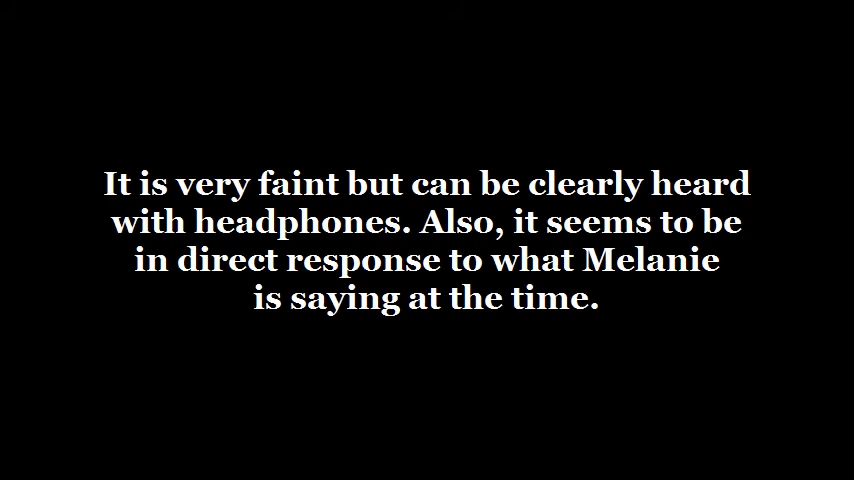 It is very faint but can be clearly heard
with headphones. Also, it seems to be
in direct response to what Melanie
is saying at the time.